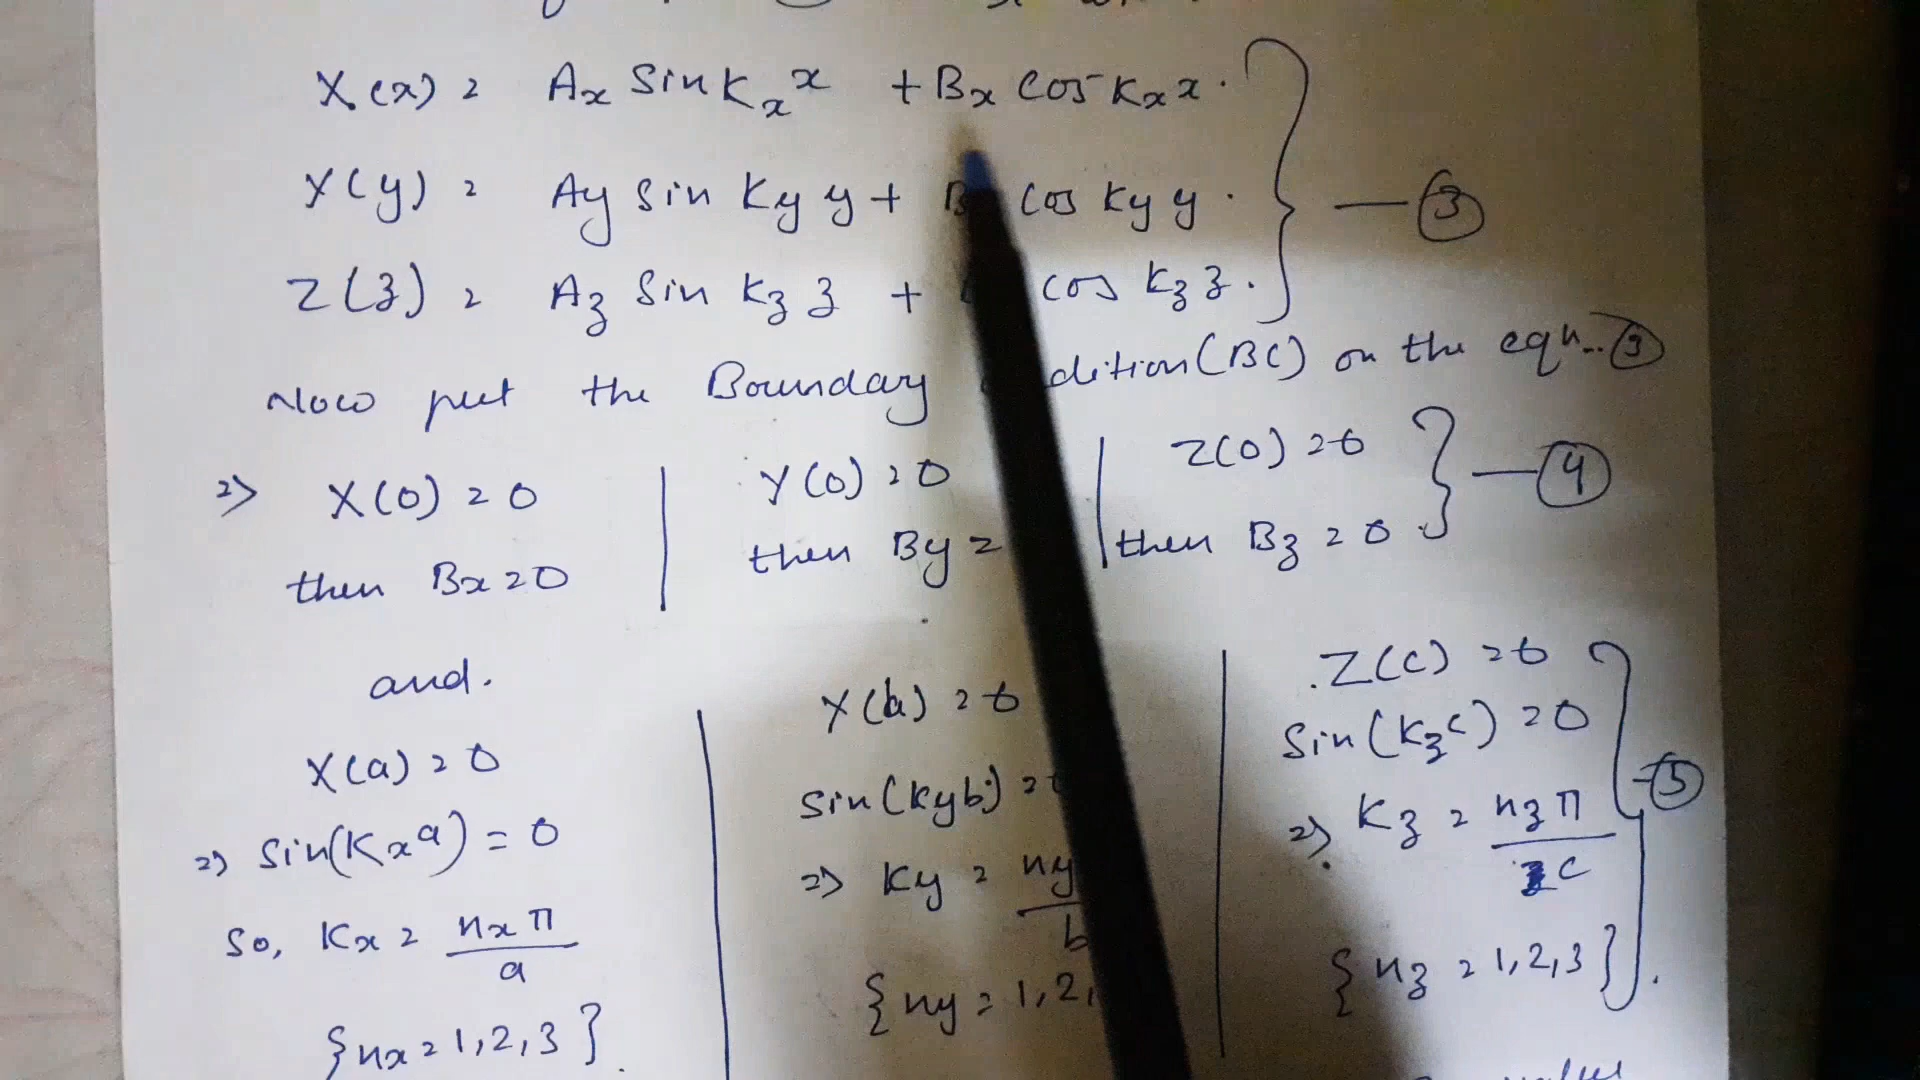 X(x) = Ax Sin Kx x + Bx Cos Kx x.
Y(y) = Ay Sin Ky y + B cos Ky y.
Z(z) = Az Sin Kz z + cos Kz z. } — ③
Now put the Boundary dition (BC) on the eqn. ③
=> X(0) = 0 | Y(0) = 0 | Z(0) = 0
then Bx = 0 | then By = | then Bz = 0 } — ④
and.
X(a) = 0 | Y(b) = 0 | Z(c) = 0
=> Sin(Kx a) = 0 | Sin(Ky b) = | Sin(Kz c) = 0
So, Kx = nx π / a | => Ky = ny / b | => Kz = nz π / c } — ⑤
{nx = 1,2,3}. | {ny = 1,2, | {nz = 1,2,3}.